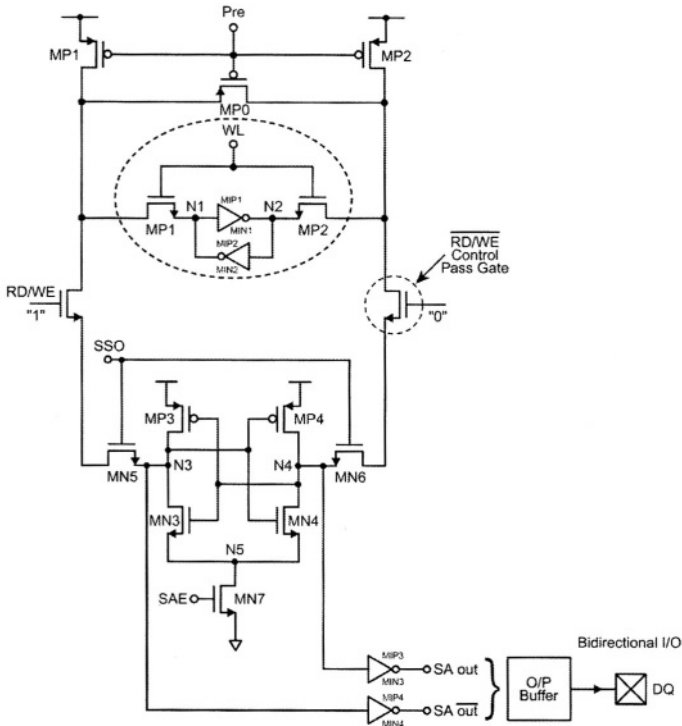 Pre
MP1
MP2
MP0
WL
N1
MIP1
N2
MP1
MIN1
MP2
MIP2
MIN2
RD/WE
Control
Pass Gate
RD/WE
"1"
"0"
SSO
MP3
MP4
N3
N4
MN5
MN6
MN3
MN4
N5
SAE
MN7
MIP3
SA out
MIN3
MIP4
SA out
MIN4
Bidirectional I/O
O/P
Buffer
DQ